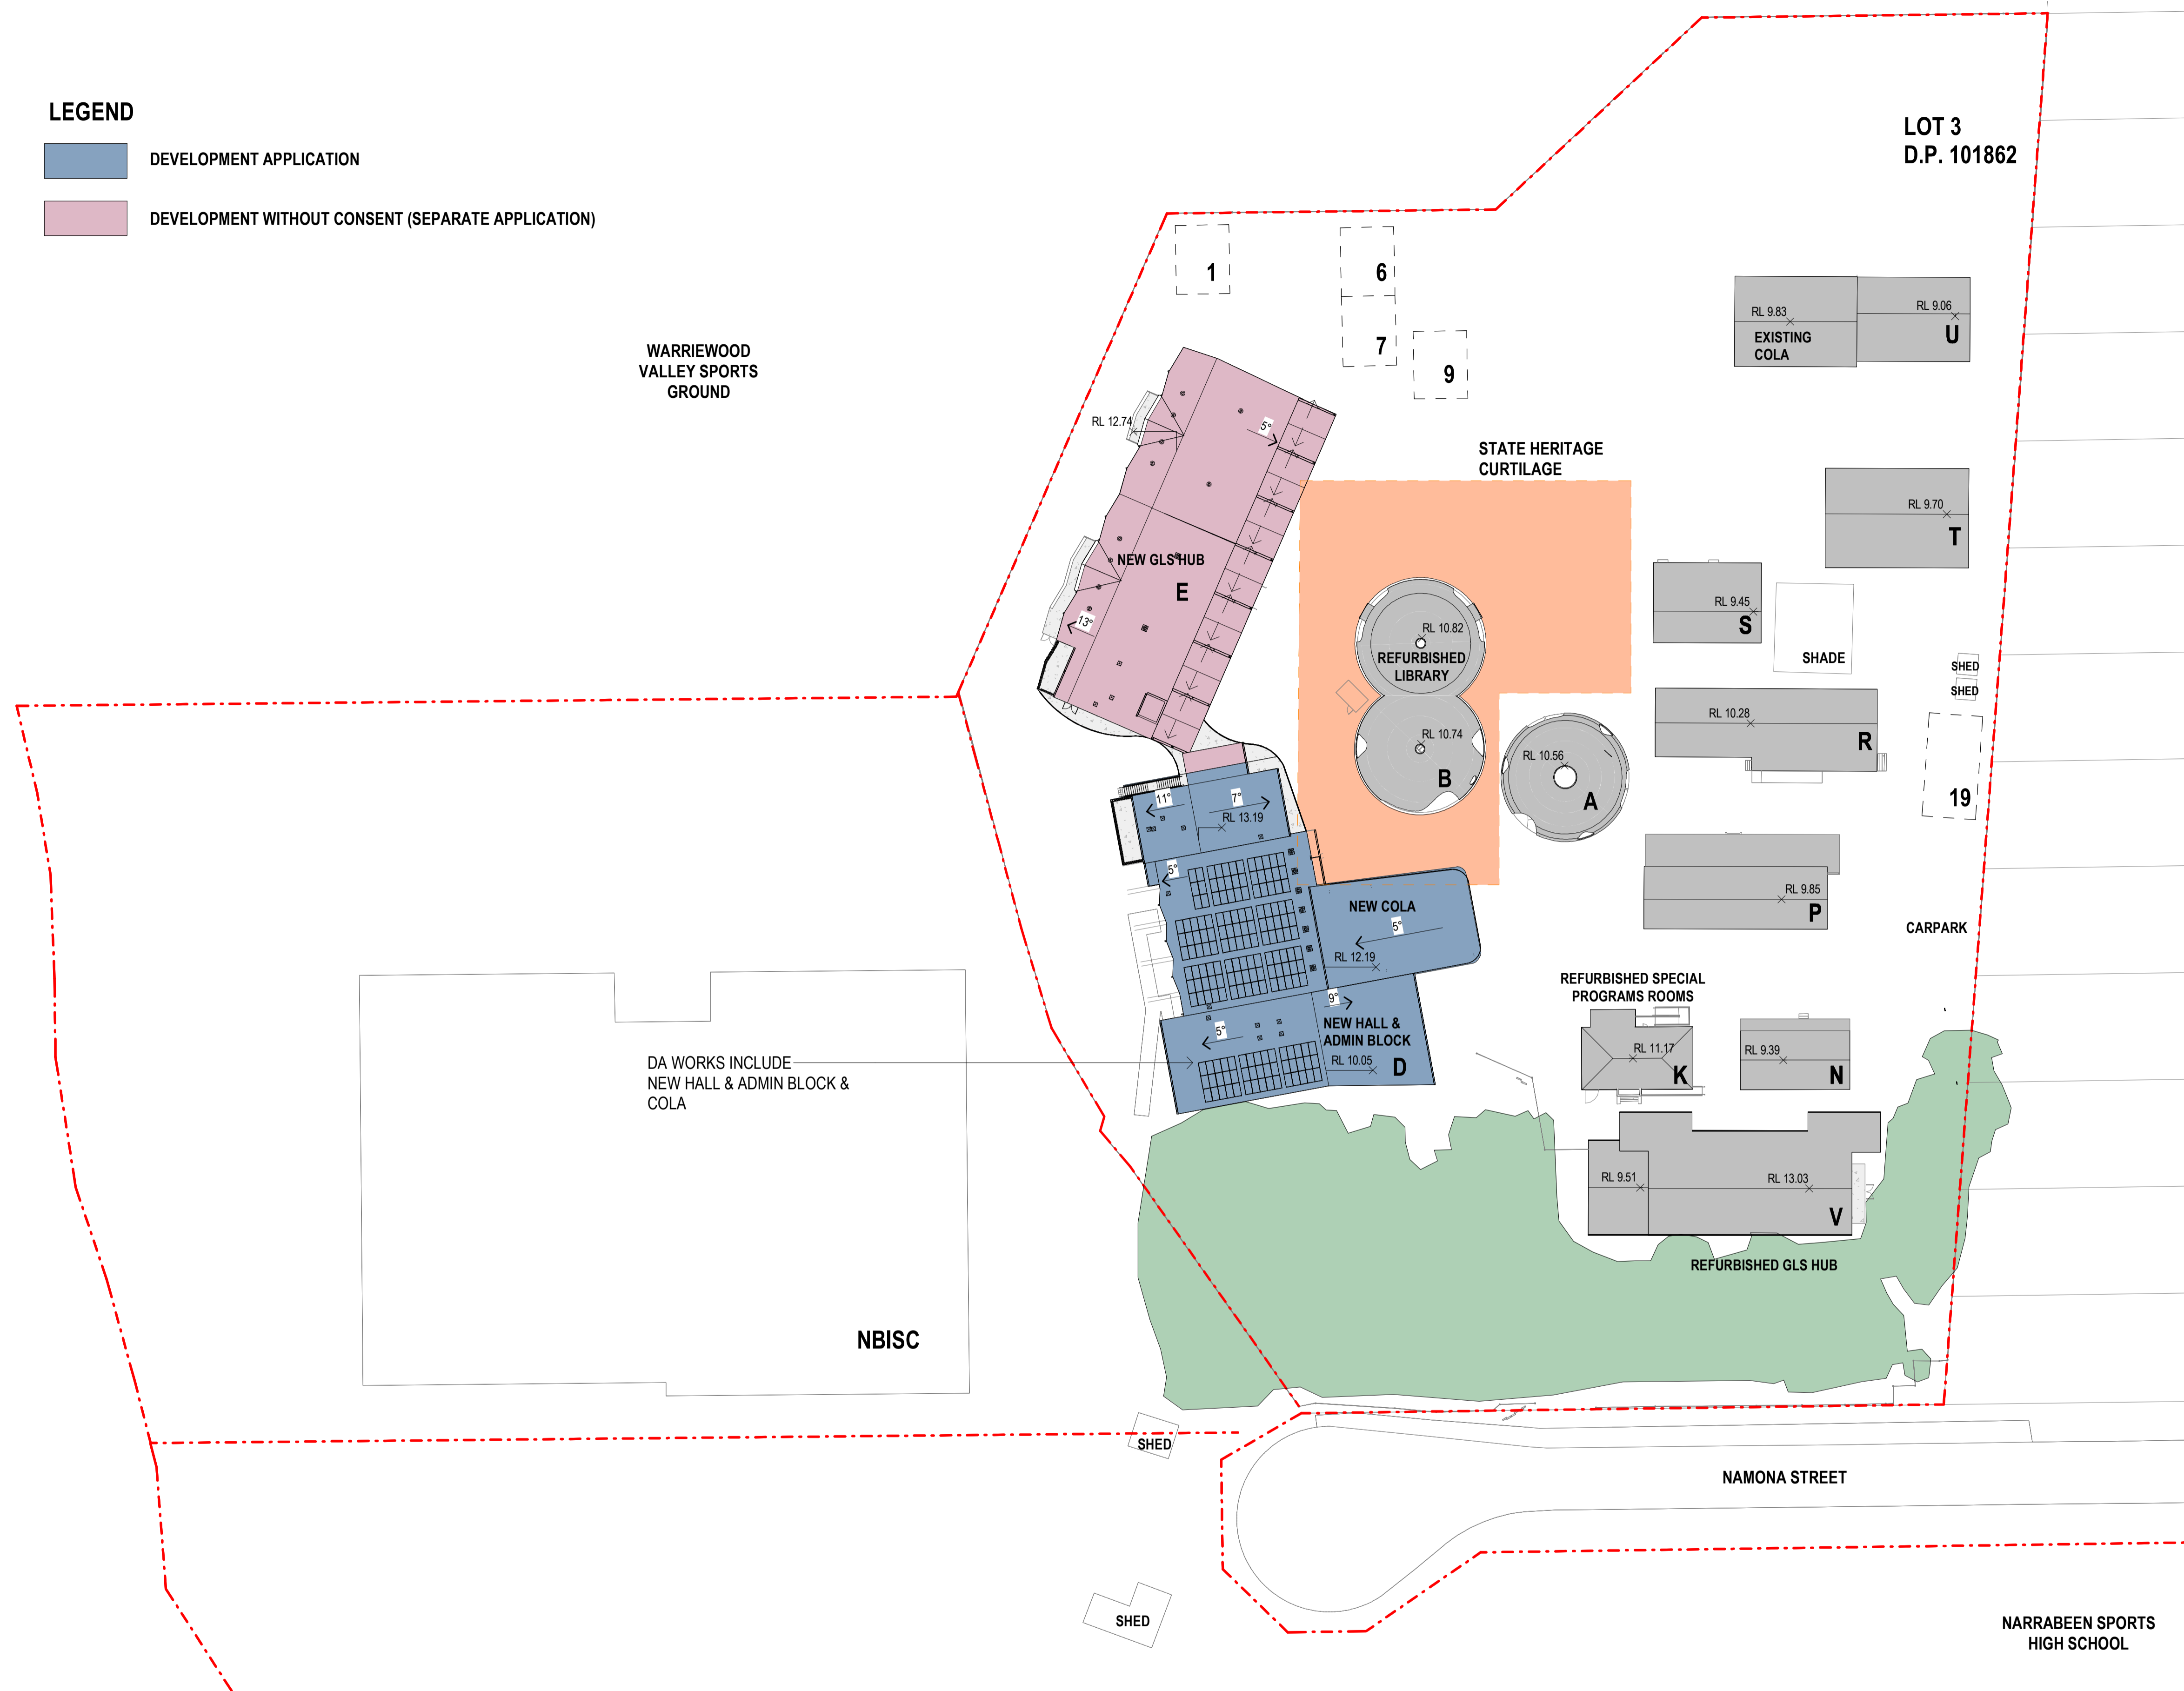 LEGEND
DEVELOPMENT APPLICATION
DEVELOPMENT WITHOUT CONSENT (SEPARATE APPLICATION)
LOT 3
D.P. 101862
WARRIEWOOD
VALLEY SPORTS
GROUND
1
6
7
9
RL 9.83
EXISTING
COLA
RL 9.06
U
RL 12.74
5°
STATE HERITAGE
CURTILAGE
RL 9.70
T
NEW GLS HUB
E
13°
RL 10.82
REFURBISHED
LIBRARY
RL 9.45
S
SHADE
SHED
SHED
RL 10.28
R
RL 10.74
B
RL 10.56
A
19
11°
7°
RL 13.19
5°
NEW COLA
5°
RL 12.19
RL 9.85
P
CARPARK
REFURBISHED SPECIAL
PROGRAMS ROOMS
9°
5°
NEW HALL &
ADMIN BLOCK
RL 10.05
D
RL 11.17
K
RL 9.39
N
DA WORKS INCLUDE
NEW HALL & ADMIN BLOCK &
COLA
RL 9.51
RL 13.03
V
REFURBISHED GLS HUB
NBISC
SHED
NAMONA STREET
SHED
NARRABEEN SPORTS
HIGH SCHOOL